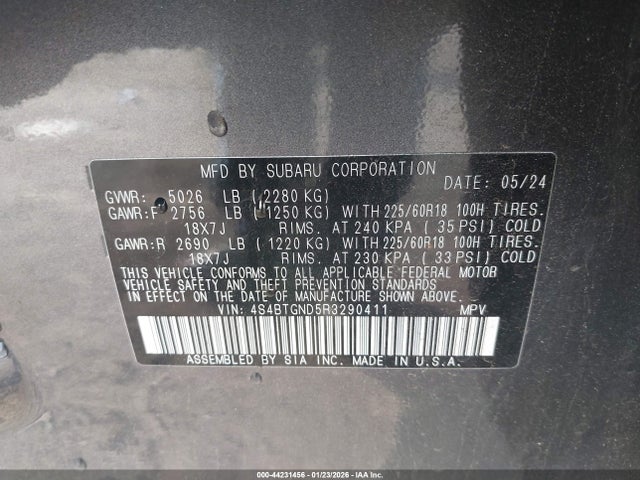 MFD BY SUBARU CORPORATION
DATE: 05/24
GVWR: 5026 LB (2280 KG)
GAWR:F 2756 LB (1250 KG) WITH 225/60R18 100H TIRES.
18X7J RIMS. AT 240 KPA (35 PSI) COLD
GAWR:R 2690 LB (1220 KG) WITH 225/60R18 100H TIRES.
18X7J RIMS. AT 230 KPA (33 PSI) COLD
THIS VEHICLE CONFORMS TO ALL APPLICABLE FEDERAL MOTOR
VEHICLE SAFETY AND THEFT PREVENTION STANDARDS IN EFFECT
ON THE DATE OF MANUFACTURE SHOWN ABOVE.
VIN: 4S4BTGND5R3290411 MPV
ASSEMBLED BY SIA INC. MADE IN U.S.A.
000-44231456 | 01/23/2026 | IAAI.COM